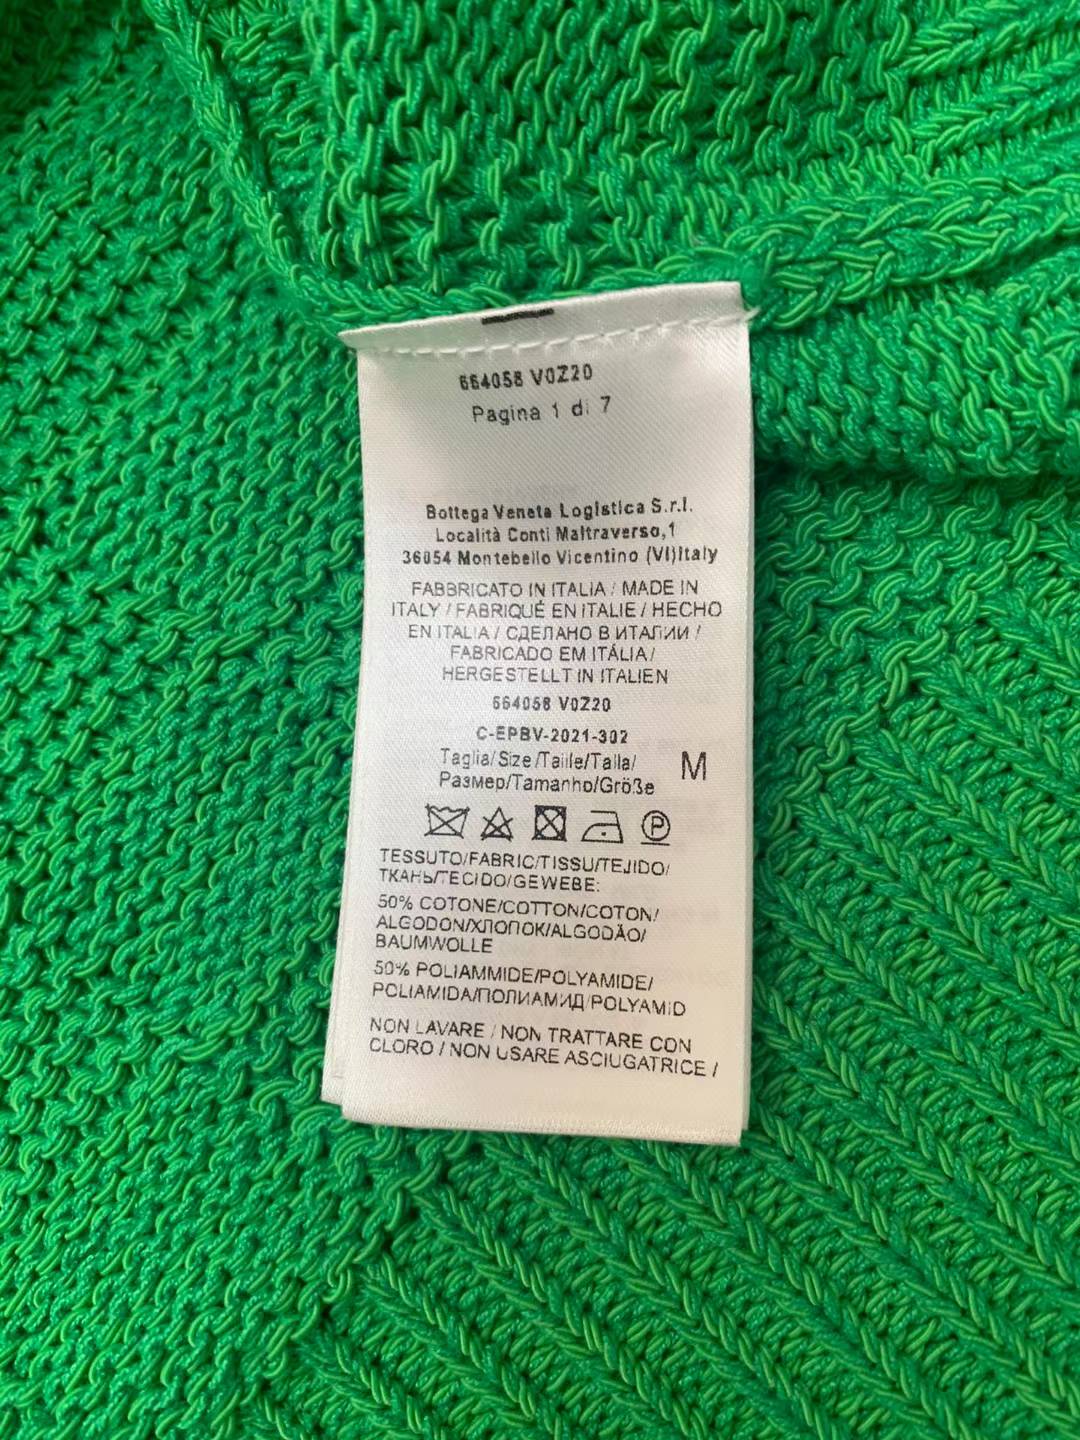 664058 V0Z20
Pagina 1 di 7
Bottega Veneta Logistica S.r.l.
Località Conti Maltraverso,1
36054 Montebello Vicentino (VI)Italy
FABBRICATO IN ITALIA / MADE IN
ITALY / FABRIQUÉ EN ITALIE / HECHO
EN ITALIA / СДЕЛАНО В ИТАЛИИ /
FABRICADO EM ITÁLIA/
HERGESTELLT IN ITALIEN
664058 V0Z20
C-EPBV-2021-302
Taglia/Size/Taille/Talla/
Размер/Tamanho/Größe M
P
TESSUTO/FABRIC/TISSU/TEJIDO/
ТКАНЬ/TECIDO/GEWEBE:
50% COTONE/COTTON/COTON/
ALGODON/ХЛОПОК/ALGODÃO/
BAUMWOLLE
50% POLIAMMIDE/POLYAMIDE/
POLIAMIDA/ПОЛИАМИД/POLYAMID
NON LAVARE / NON TRATTARE CON
CLORO / NON USARE ASCIUGATRICE /